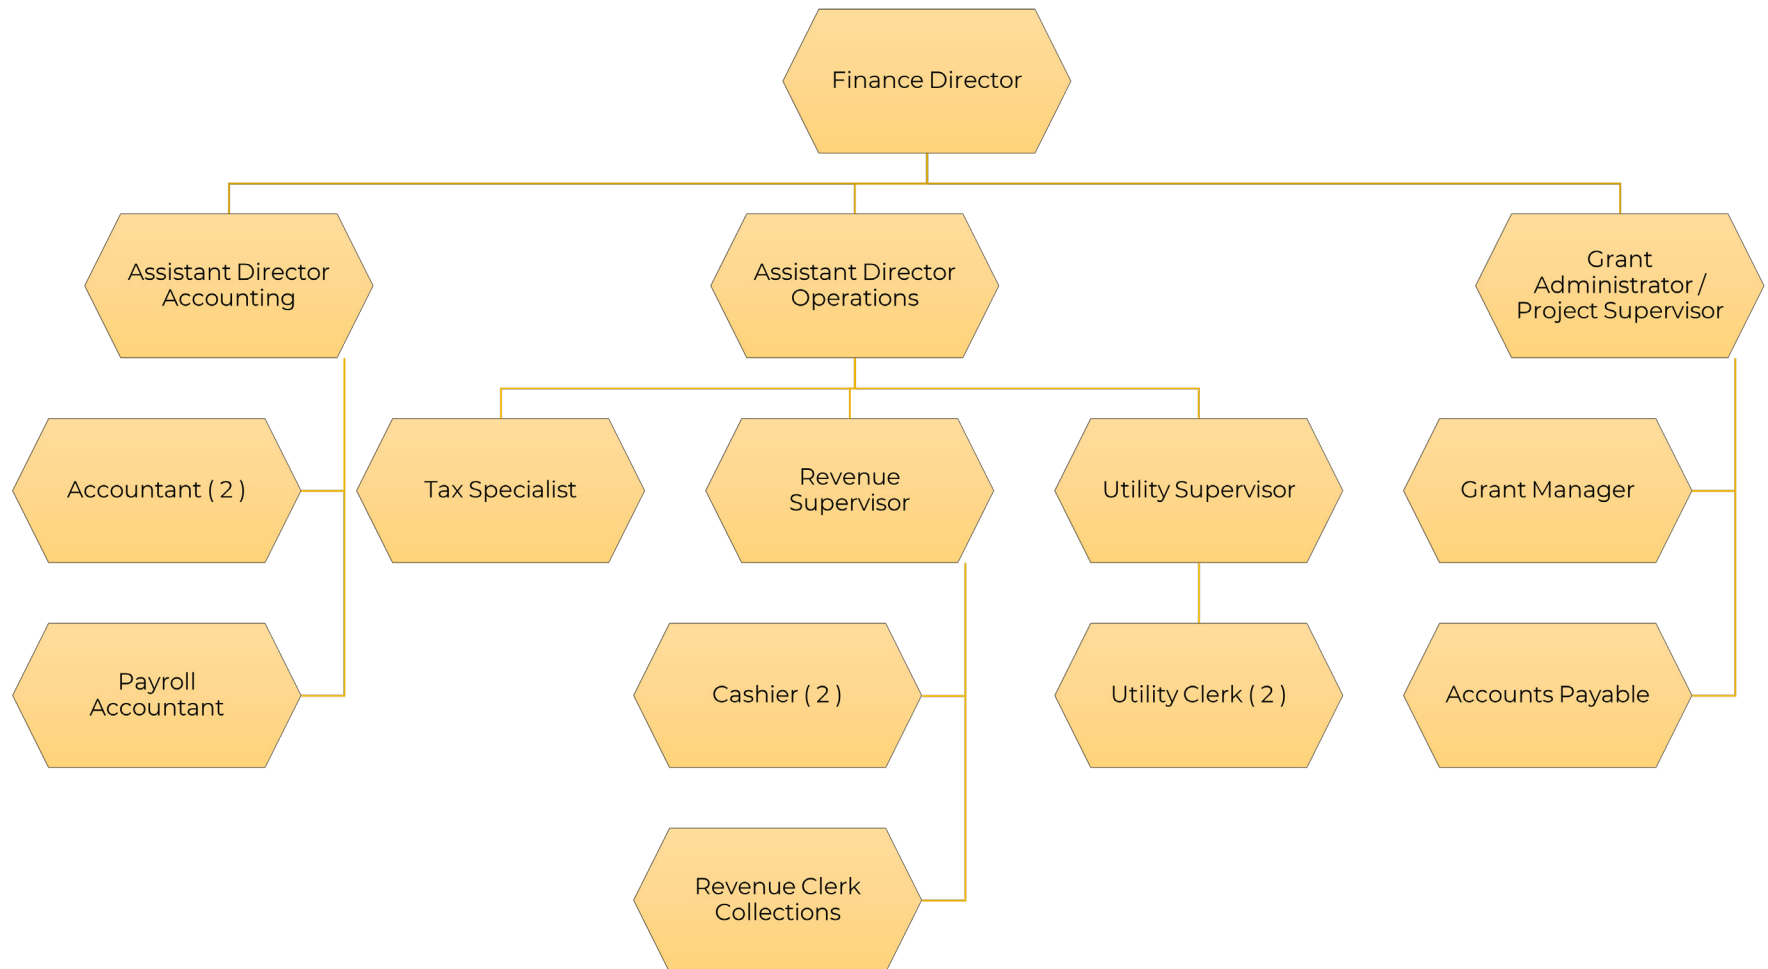 Finance Director
Assistant Director
Accounting
Assistant Director
Operations
Grant
Administrator /
Project Supervisor
Accountant ( 2 )
Tax Specialist
Revenue
Supervisor
Utility Supervisor
Grant Manager
Payroll
Accountant
Cashier ( 2 )
Utility Clerk ( 2 )
Accounts Payable
Revenue Clerk
Collections